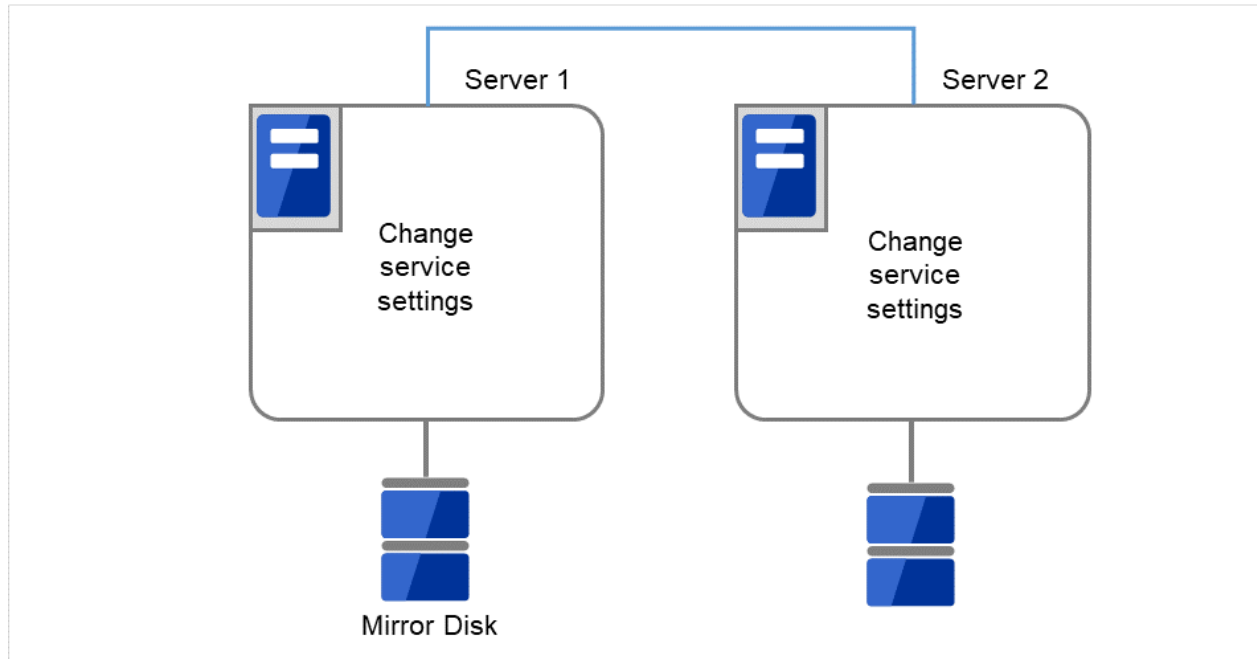 Server 1
Server 2
Change
service
settings
Change
service
settings
Mirror Disk